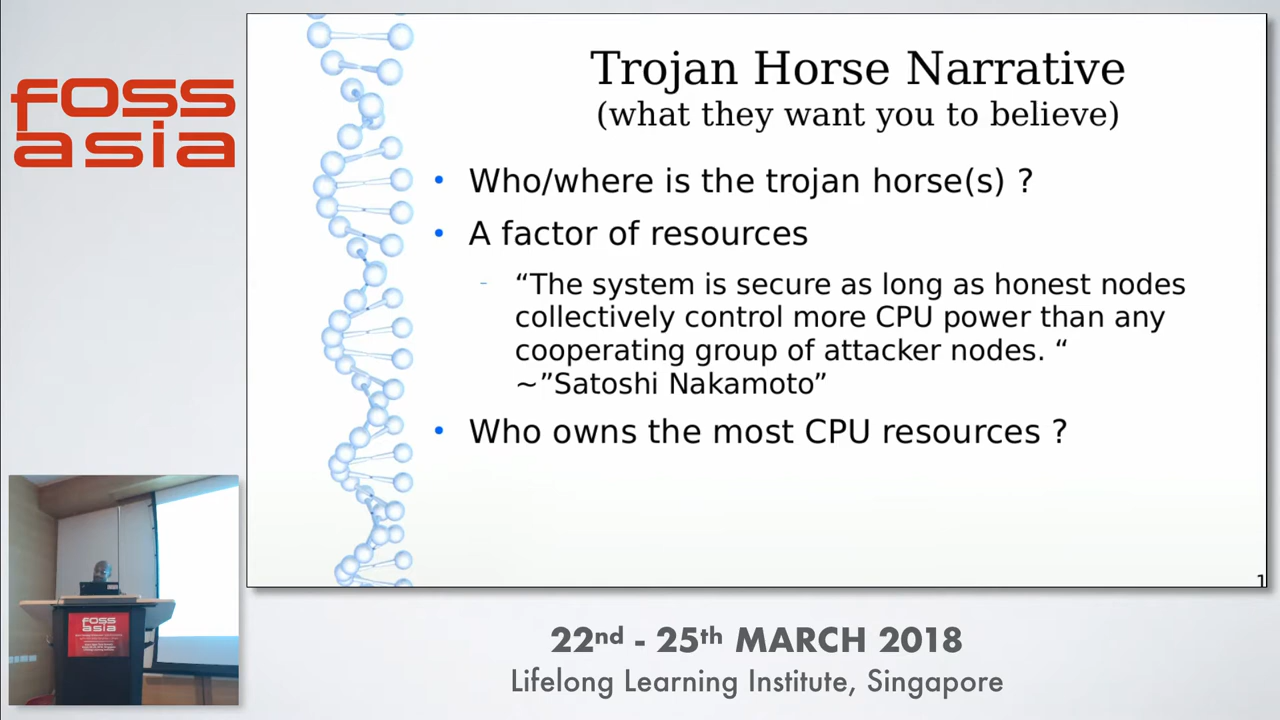 foss
asia
Trojan Horse Narrative
(what they want you to believe)
• Who/where is the trojan horse(s) ?
• A factor of resources
- “The system is secure as long as honest nodes
collectively control more CPU power than any
cooperating group of attacker nodes. “
~”Satoshi Nakamoto”
• Who owns the most CPU resources ?
1
foss
asia
22nd - 25th MARCH 2018
Lifelong Learning Institute, Singapore